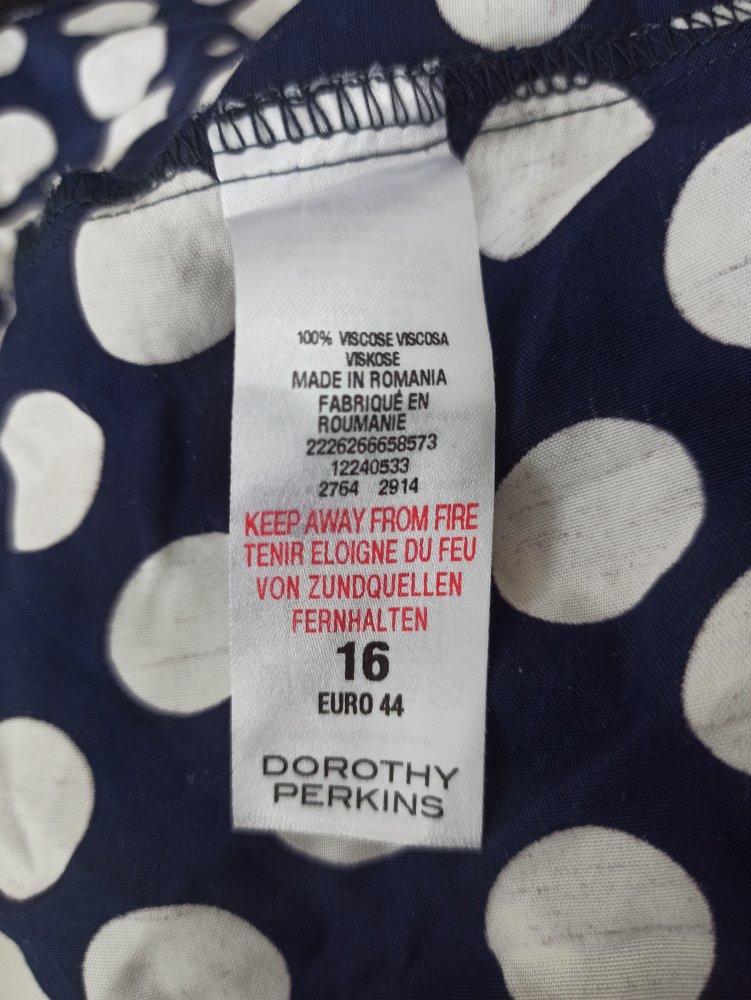 100% VISCOSE VISCOSA
VISKOSE
MADE IN ROMANIA
FABRIQUÉ EN
ROUMANIE
2226266658573
12240533
2764 2914
KEEP AWAY FROM FIRE
TENIR ELOIGNE DU FEU
VON ZUNDQUELLEN
FERNHALTEN
16
EURO 44
DOROTHY
PERKINS